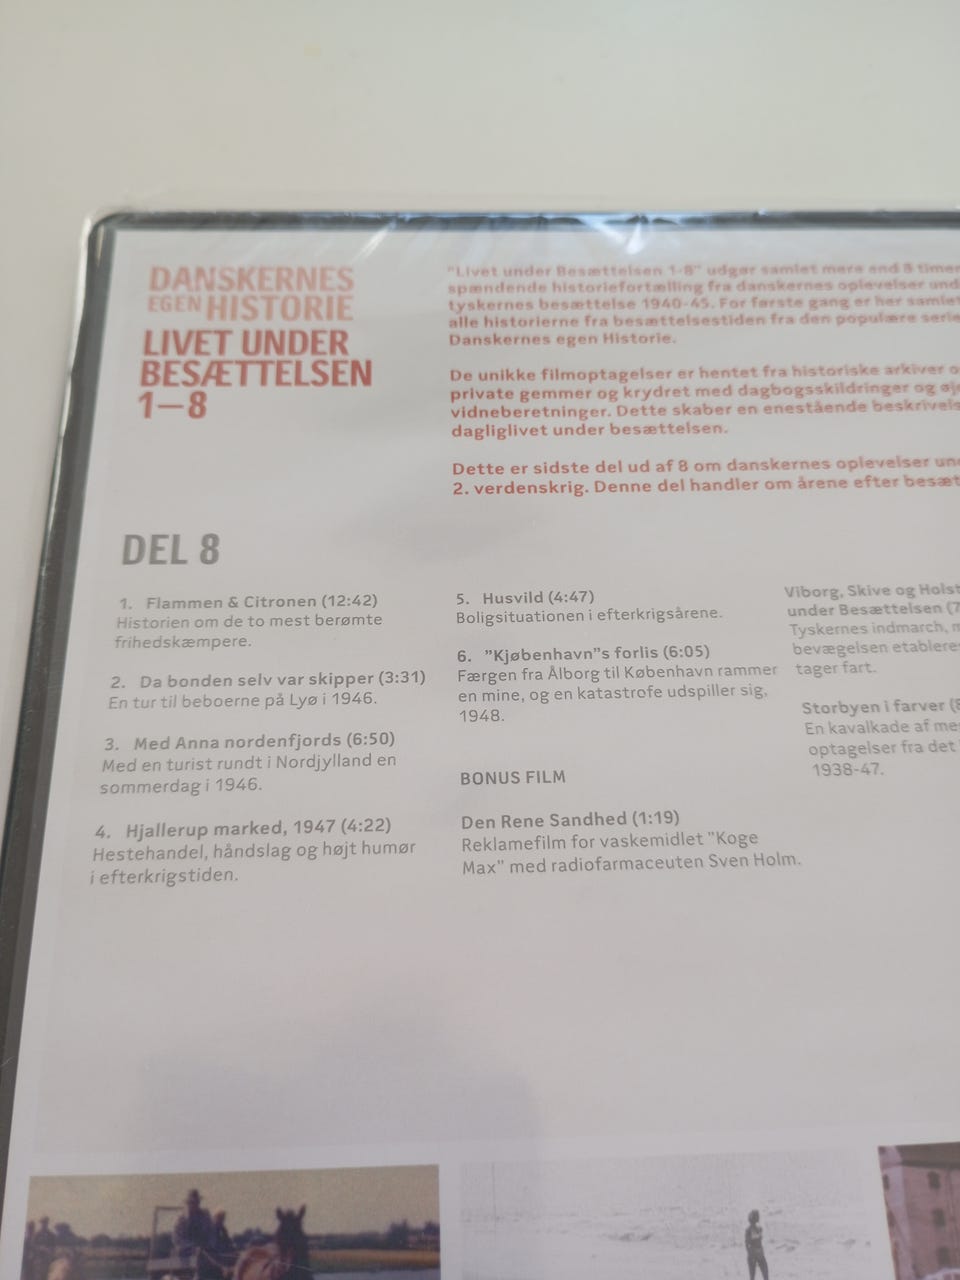 DANSKERNES
EGEN HISTORIE
LIVET UNDER
BESÆTTELSEN
1–8
"Livet under Besættelsen 1-8" udgør samlet mere end 8 timer
spændende historiefortælling fra danskernes oplevelser und
tyskernes besættelse 1940-45. For første gang er her samlet
alle historierne fra besættelsestiden fra den populære serie
Danskernes egen Historie.
De unikke filmoptagelser er hentet fra historiske arkiver o
private gemmer og krydret med dagbogsskildringer og øje
vidneberetninger. Dette skaber en enestående beskrivels
dagliglivet under besættelsen.
Dette er sidste del ud af 8 om danskernes oplevelser und
2. verdenskrig. Denne del handler om årene efter besæt
DEL 8
1. Flammen & Citronen (12:42)
Historien om de to mest berømte
frihedskæmpere.
2. Da bonden selv var skipper (3:31)
En tur til beboerne på Lyø i 1946.
3. Med Anna nordenfjords (6:50)
Med en turist rundt i Nordjylland en
sommerdag i 1946.
4. Hjallerup marked, 1947 (4:22)
Hestehandel, håndslag og højt humør
i efterkrigstiden.
5. Husvild (4:47)
Boligsituationen i efterkrigsårene.
6. "Kjøbenhavn"s forlis (6:05)
Færgen fra Ålborg til København rammer
en mine, og en katastrofe udspiller sig,
1948.
BONUS FILM
Den Rene Sandhed (1:19)
Reklamefilm for vaskemidlet "Koge
Max" med radiofarmaceuten Sven Holm.
Viborg, Skive og Holst
under Besættelsen (7
Tyskernes indmarch, m
bevægelsen etablere
tager fart.
Storbyen i farver (8
En kavalkade af me
optagelser fra det
1938-47.